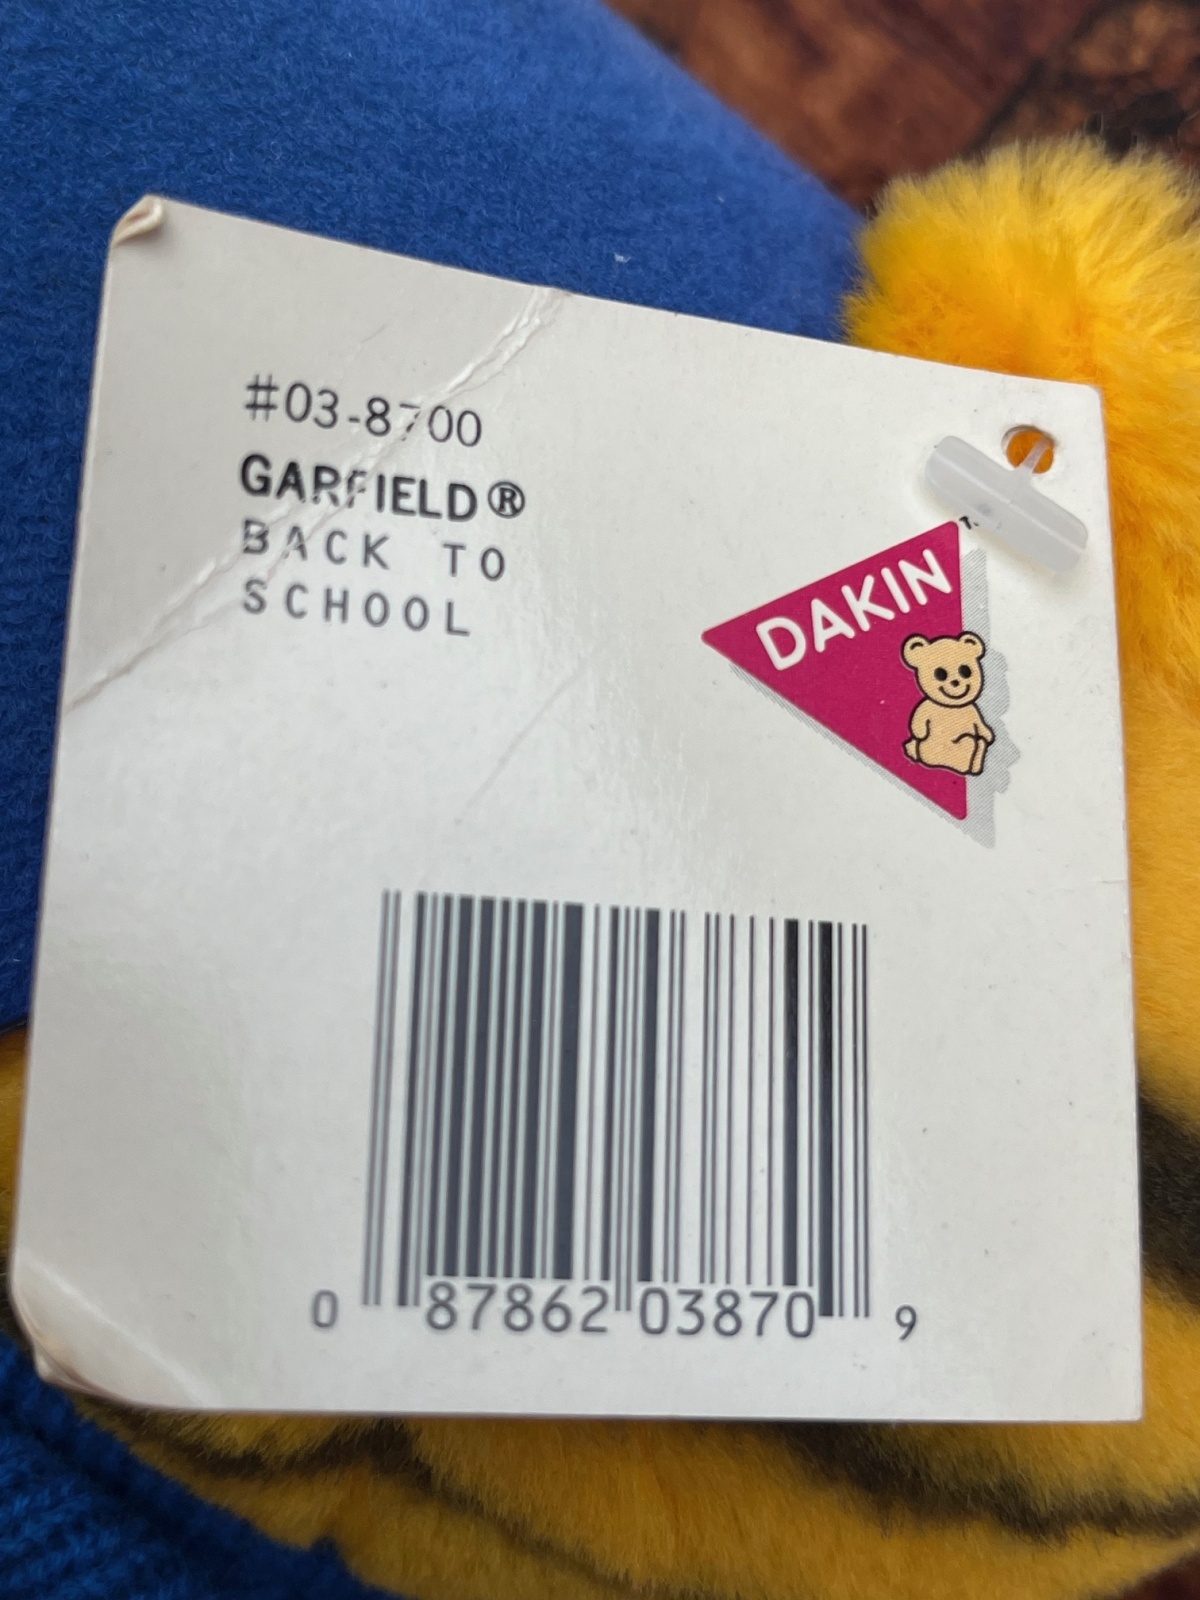 #03-8700
GARFIELD®
BACK TO
SCHOOL
DAKIN
0 87862 03870 9